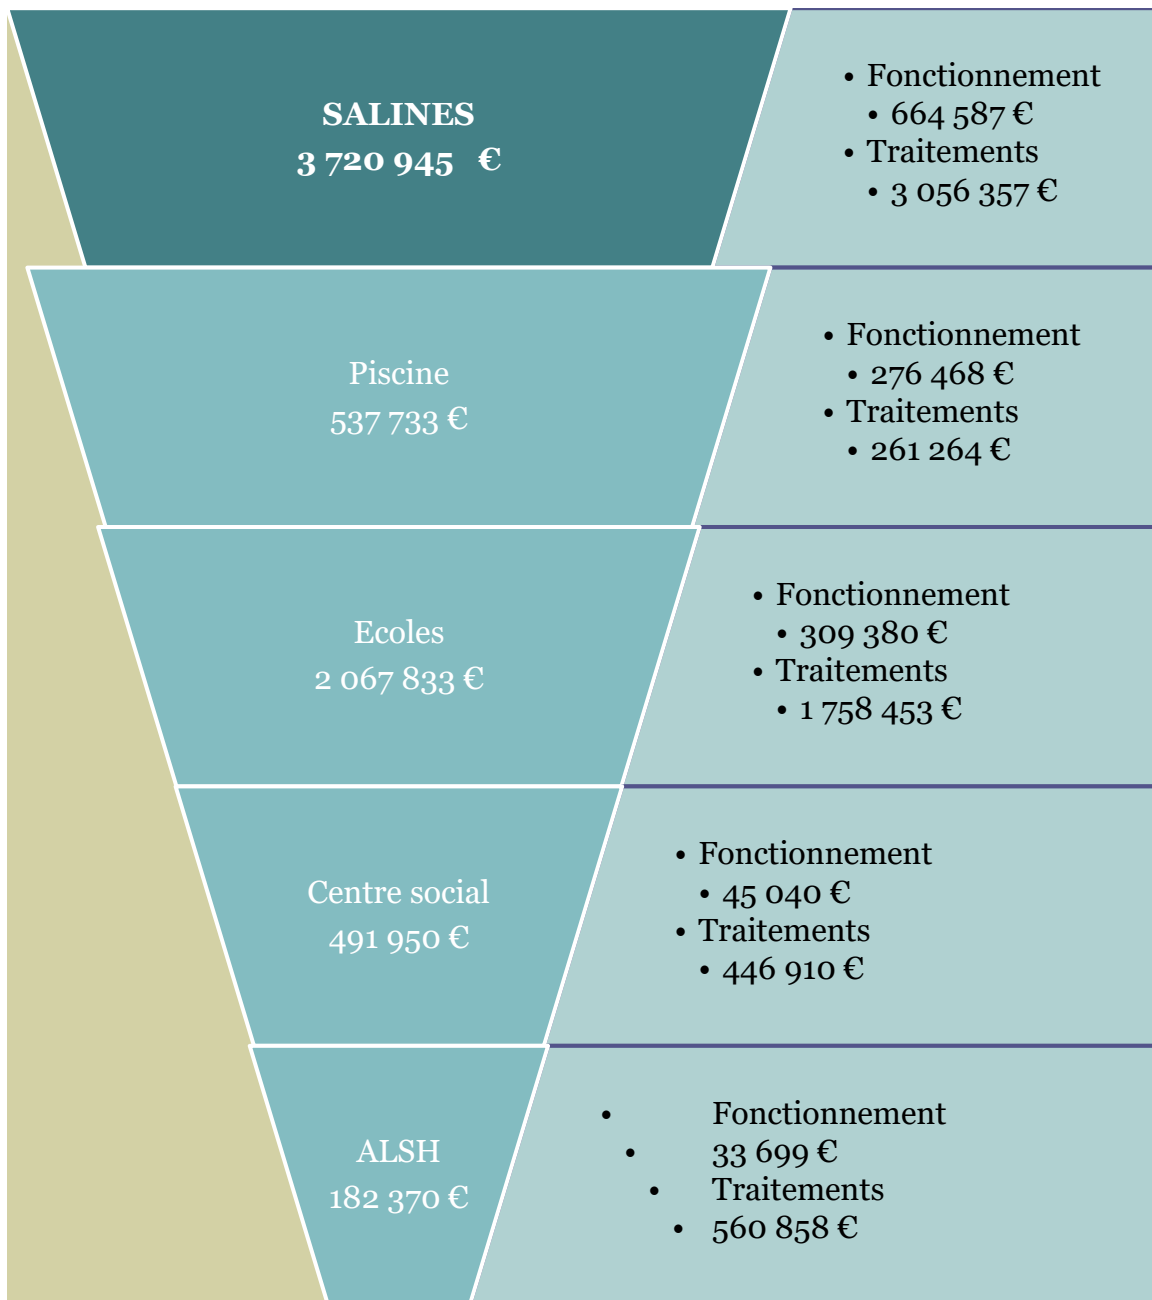 SALINES
3 720 945 €
• Fonctionnement
• 664 587 €
• Traitements
• 3 056 357 €
Piscine
537 733 €
• Fonctionnement
• 276 468 €
• Traitements
• 261 264 €
Ecoles
2 067 833 €
• Fonctionnement
• 309 380 €
• Traitements
• 1 758 453 €
Centre social
491 950 €
• Fonctionnement
• 45 040 €
• Traitements
• 446 910 €
ALSH
182 370 €
• Fonctionnement
• 33 699 €
• Traitements
• 560 858 €